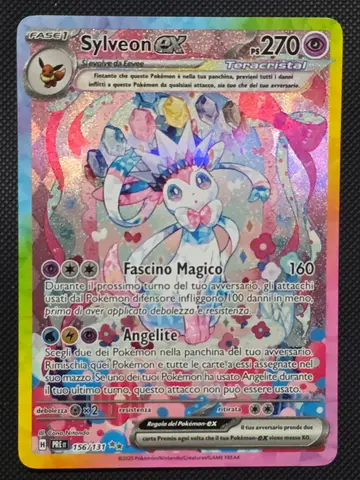 FASE 1
Sylveon ex
PS 270
Si evolve da Eevee
Teracristal
Fintanto che questo Pokémon è nella tua panchina, previeni tutti i danni
inflitti a questo Pokémon da qualsiasi attacco, sia tuo che del tuo avversario.
Fascino Magico 160
Durante il prossimo turno del tuo avversario, gli attacchi
usati dal Pokémon difensore infliggono 100 danni in meno,
prima di aver applicato debolezza e resistenza.
Angelite
Scegli due dei Pokémon nella panchina del tuo avversario.
Rimischia quei Pokémon e tutte le carte a essi assegnate nel
suo mazzo. Se uno dei tuoi Pokémon ha usato Angelite durante
il tuo ultimo turno, questo attacco non può essere usato.
debolezza ×2 resistenza ritirata
Regola del Pokémon-ex
Quando il tuo Pokémon-ex viene messo KO, il tuo avversario prende due
carte Premio
H PRE IT 156/131
©2025 Pokémon/Nintendo/Creatures/GAME FREAK